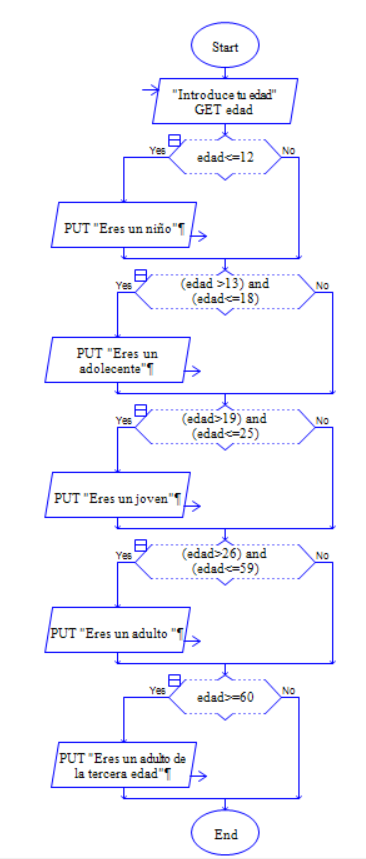 Start
"Introduce tu edad"
GET edad
Yes
edad<=12
No
PUT "Eres un niño"¶
Yes
(edad >13) and
(edad<=18)
No
PUT "Eres un
adolecente"¶
Yes
(edad>19) and
(edad<=25)
No
PUT "Eres un joven"¶
Yes
(edad>26) and
(edad<=59)
No
PUT "Eres un adulto "¶
Yes
edad>=60
No
PUT "Eres un adulto de
la tercera edad"¶
End